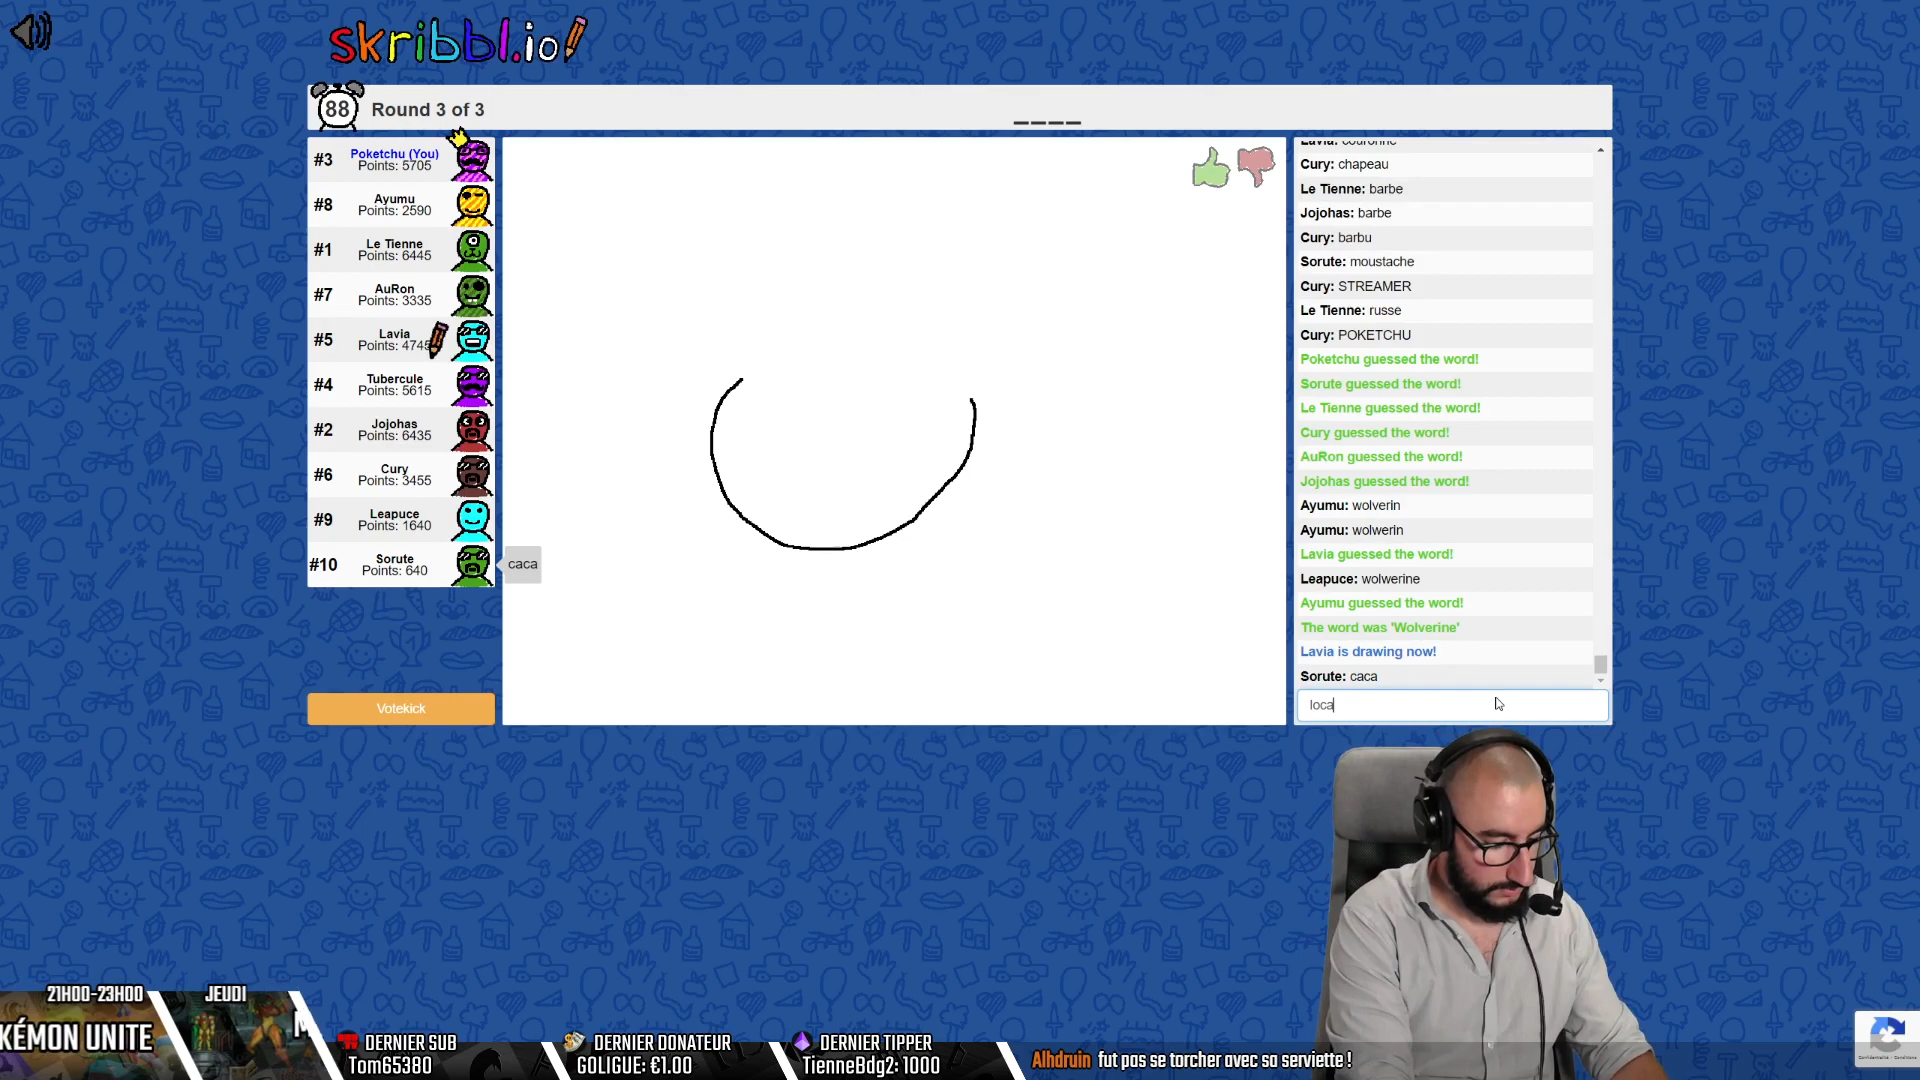 skribbl.io
88
Round 3 of 3
____
#3
Poketchu (You)
Points: 5705
#8
Ayumu
Points: 2590
#1
Le Tienne
Points: 6445
#7
AuRon
Points: 3335
#5
Lavia
Points: 4745
#4
Tubercule
Points: 5615
#2
Jojohas
Points: 6435
#6
Cury
Points: 3455
#9
Leapuce
Points: 1640
#10
Sorute
Points: 640
caca
Votekick
Lavia: couronne
Cury: chapeau
Le Tienne: barbe
Jojohas: barbe
Cury: barbu
Sorute: moustache
Cury: STREAMER
Le Tienne: russe
Cury: POKETCHU
Poketchu guessed the word!
Sorute guessed the word!
Le Tienne guessed the word!
Cury guessed the word!
AuRon guessed the word!
Jojohas guessed the word!
Ayumu: wolverin
Ayumu: wolwerin
Lavia guessed the word!
Leapuce: wolwerine
Ayumu guessed the word!
The word was 'Wolverine'
Lavia is drawing now!
Sorute: caca
loca
21H00-23H00
KÉMON UNITE
JEUDI
M
DERNIER SUB
Tom65380
DERNIER DONATEUR
GOLIGUE: €1.00
DERNIER TIPPER
TienneBdg2: 1000
Alhdruin fut pas se torcher avec sa serviette !